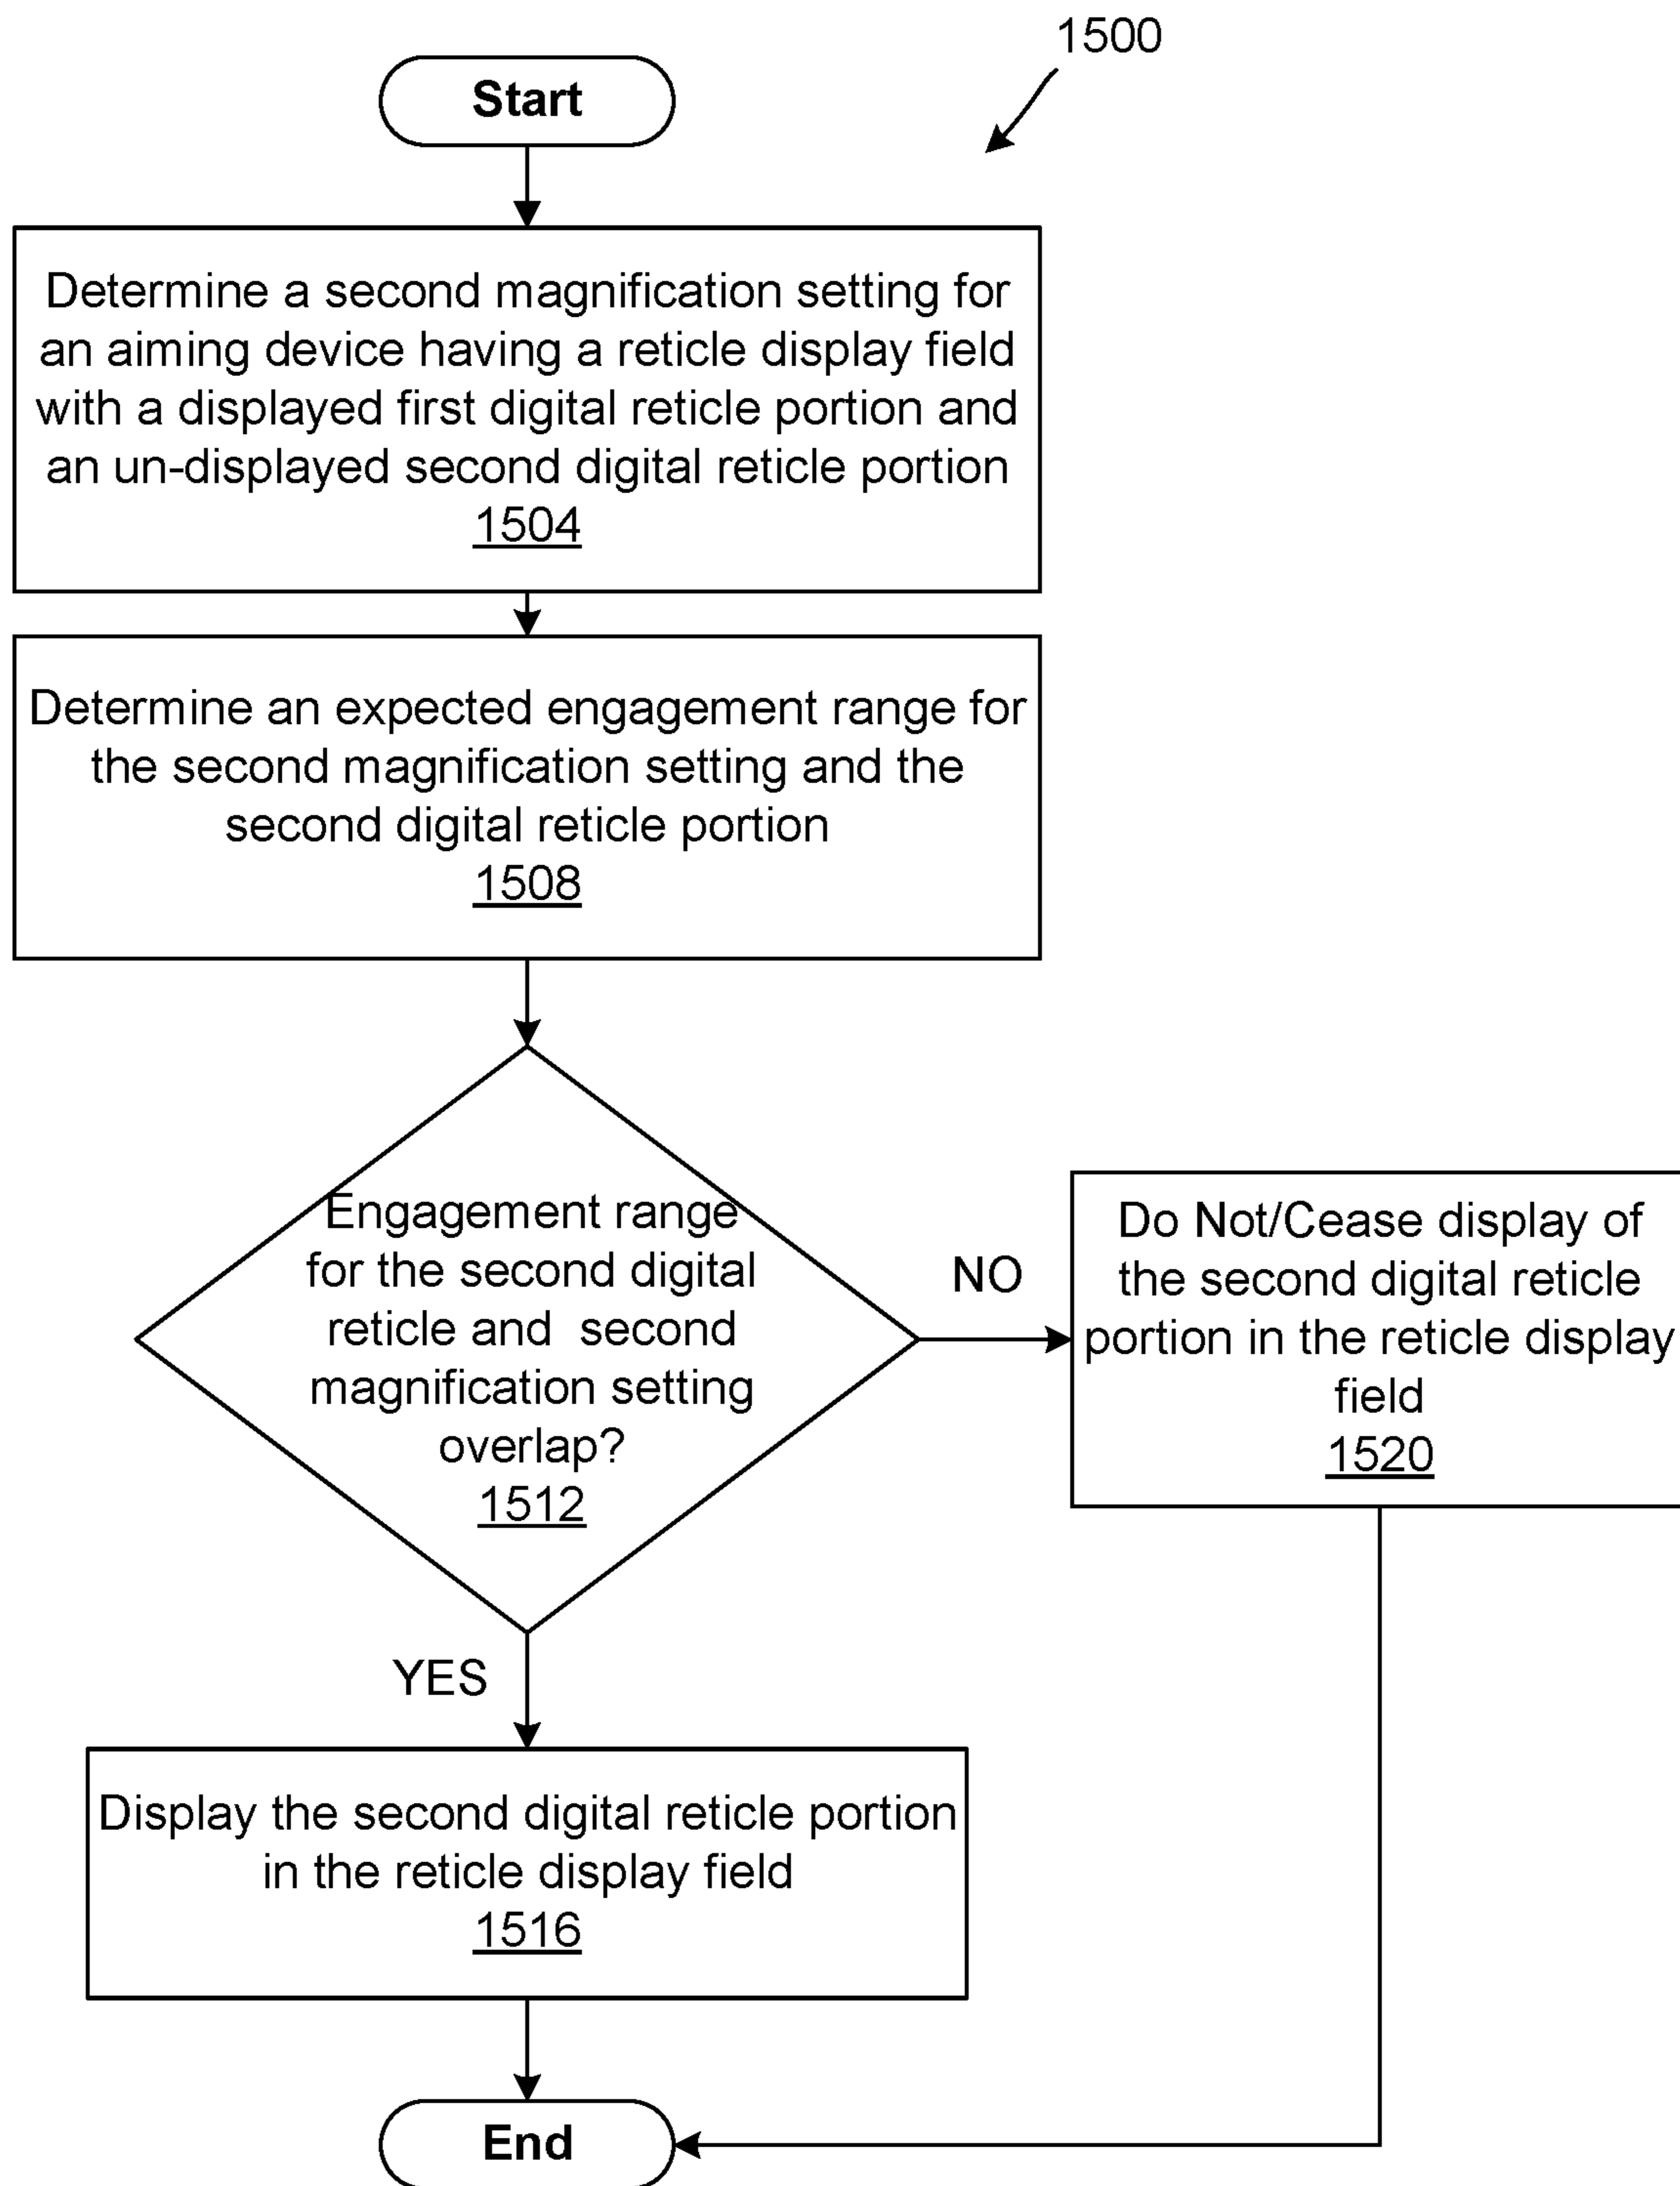 1500
Start
Determine a second magnification setting for
an aiming device having a reticle display field
with a displayed first digital reticle portion and
an un-displayed second digital reticle portion
1504
Determine an expected engagement range for
the second magnification setting and the
second digital reticle portion
1508
Engagement range
for the second digital
reticle and second
magnification setting
overlap?
1512
NO
Do Not/Cease display of
the second digital reticle
portion in the reticle display
field
1520
YES
Display the second digital reticle portion
in the reticle display field
1516
End